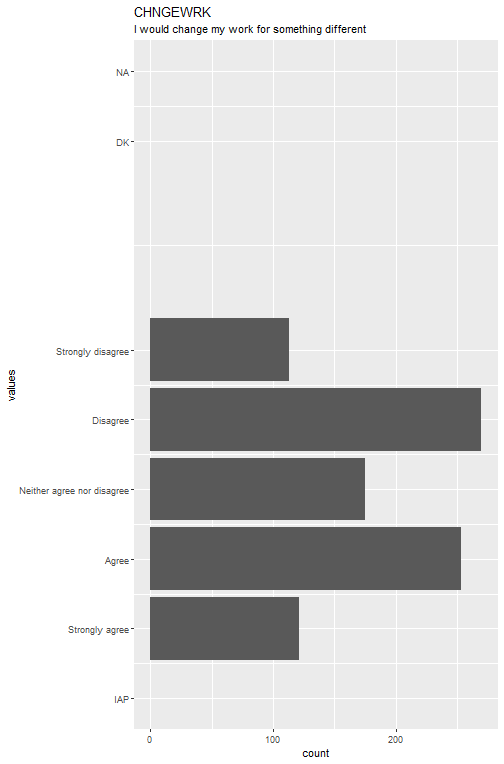 CHNGEWRK
I would change my work for something different
NA
DK
Strongly disagree
Disagree
Neither agree nor disagree
Agree
Strongly agree
IAP
values
0 100 200
count